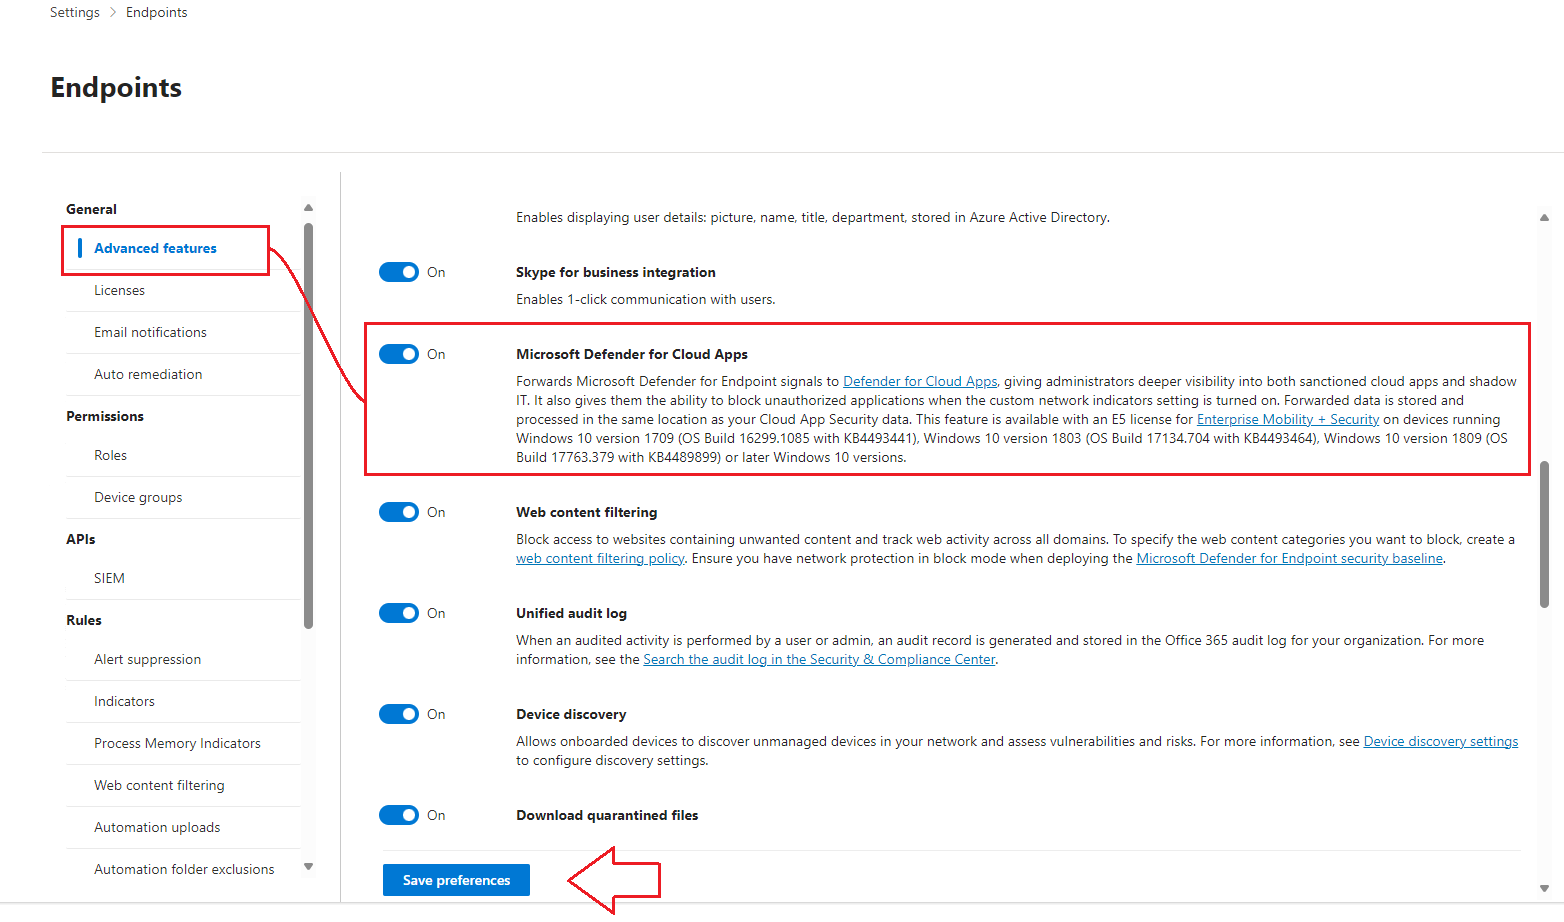 Settings > Endpoints
Endpoints
General
Advanced features
Licenses
Email notifications
Auto remediation
Permissions
Roles
Device groups
APIs
SIEM
Rules
Alert suppression
Indicators
Process Memory Indicators
Web content filtering
Automation uploads
Automation folder exclusions
Enables displaying user details: picture, name, title, department, stored in Azure Active Directory.
On
Skype for business integration
Enables 1-click communication with users.
On
Microsoft Defender for Cloud Apps
Forwards Microsoft Defender for Endpoint signals to Defender for Cloud Apps, giving administrators deeper visibility into both sanctioned cloud apps and shadow
IT. It also gives them the ability to block unauthorized applications when the custom network indicators setting is turned on. Forwarded data is stored and
processed in the same location as your Cloud App Security data. This feature is available with an E5 license for Enterprise Mobility + Security on devices running
Windows 10 version 1709 (OS Build 16299.1085 with KB4493441), Windows 10 version 1803 (OS Build 17134.704 with KB4493464), Windows 10 version 1809 (OS
Build 17763.379 with KB4489899) or later Windows 10 versions.
On
Web content filtering
Block access to websites containing unwanted content and track web activity across all domains. To specify the web content categories you want to block, create a
web content filtering policy. Ensure you have network protection in block mode when deploying the Microsoft Defender for Endpoint security baseline.
On
Unified audit log
When an audited activity is performed by a user or admin, an audit record is generated and stored in the Office 365 audit log for your organization. For more
information, see the Search the audit log in the Security & Compliance Center.
On
Device discovery
Allows onboarded devices to discover unmanaged devices in your network and assess vulnerabilities and risks. For more information, see Device discovery settings
to configure discovery settings.
On
Download quarantined files
Save preferences